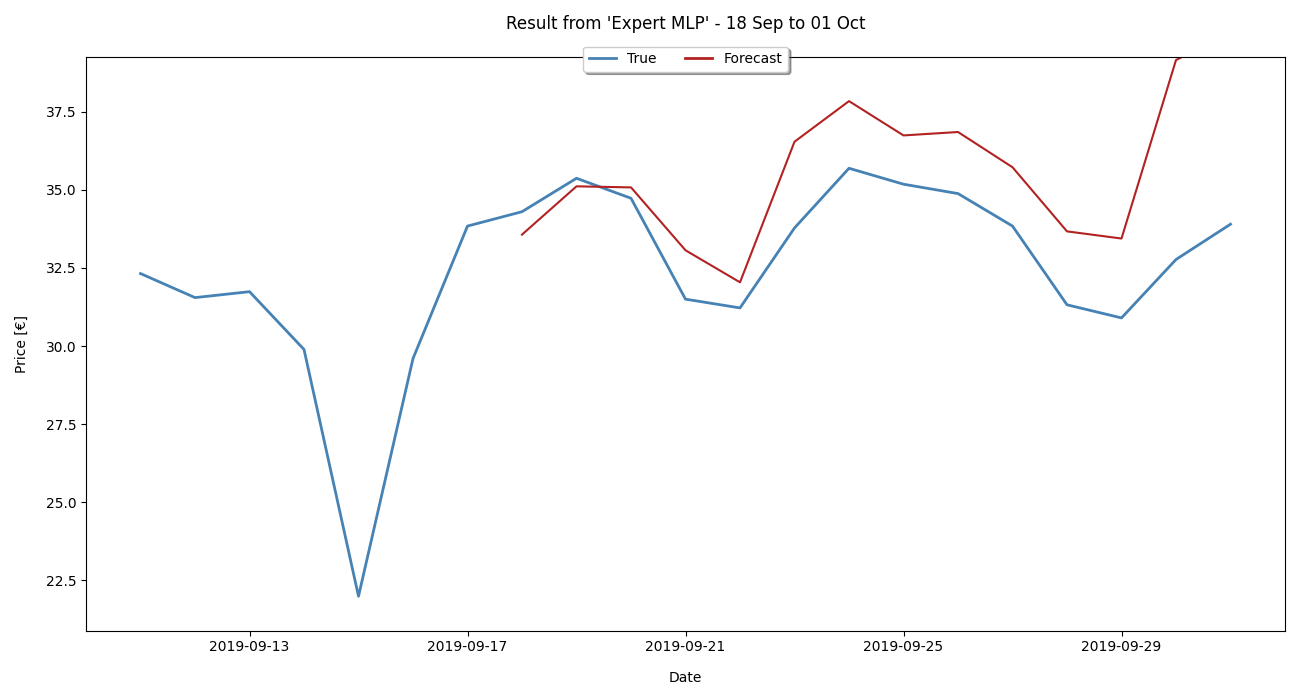 Result from 'Expert MLP' - 18 Sep to 01 Oct
True Forecast
37.5
35.0
32.5
30.0
27.5
25.0
22.5
Price [€]
2019-09-13 2019-09-17 2019-09-21 2019-09-25 2019-09-29
Date